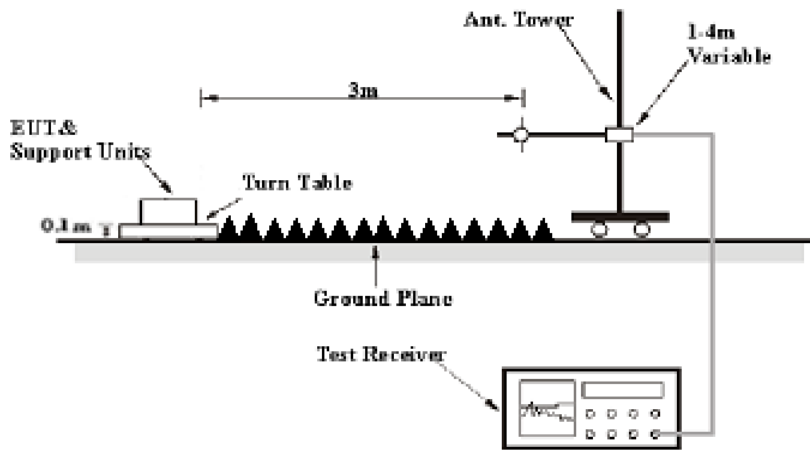 Ant. Tower
1-4m
Variable
3m
EUT&
Support Units
Turn Table
0.1m
Ground Plane
Test Receiver